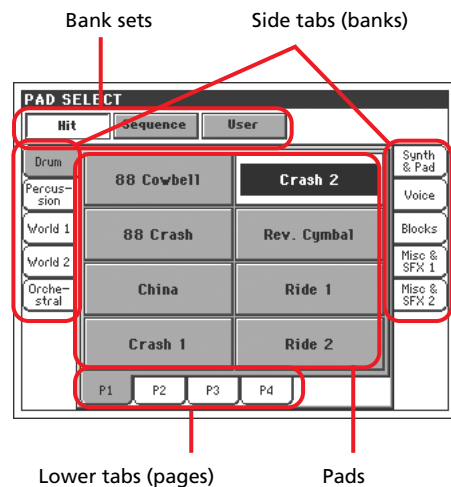 Bank sets
Side tabs (banks)
PAD SELECT
Hit
Sequence
User
Drum
Percus-
sion
World 1
World 2
Orche-
stral
88 Cowbell
Crash 2
88 Crash
Rev. Cymbal
China
Ride 1
Crash 1
Ride 2
Synth
& Pad
Voice
Blocks
Misc &
SFX 1
Misc &
SFX 2
P1
P2
P3
P4
Lower tabs (pages)
Pads